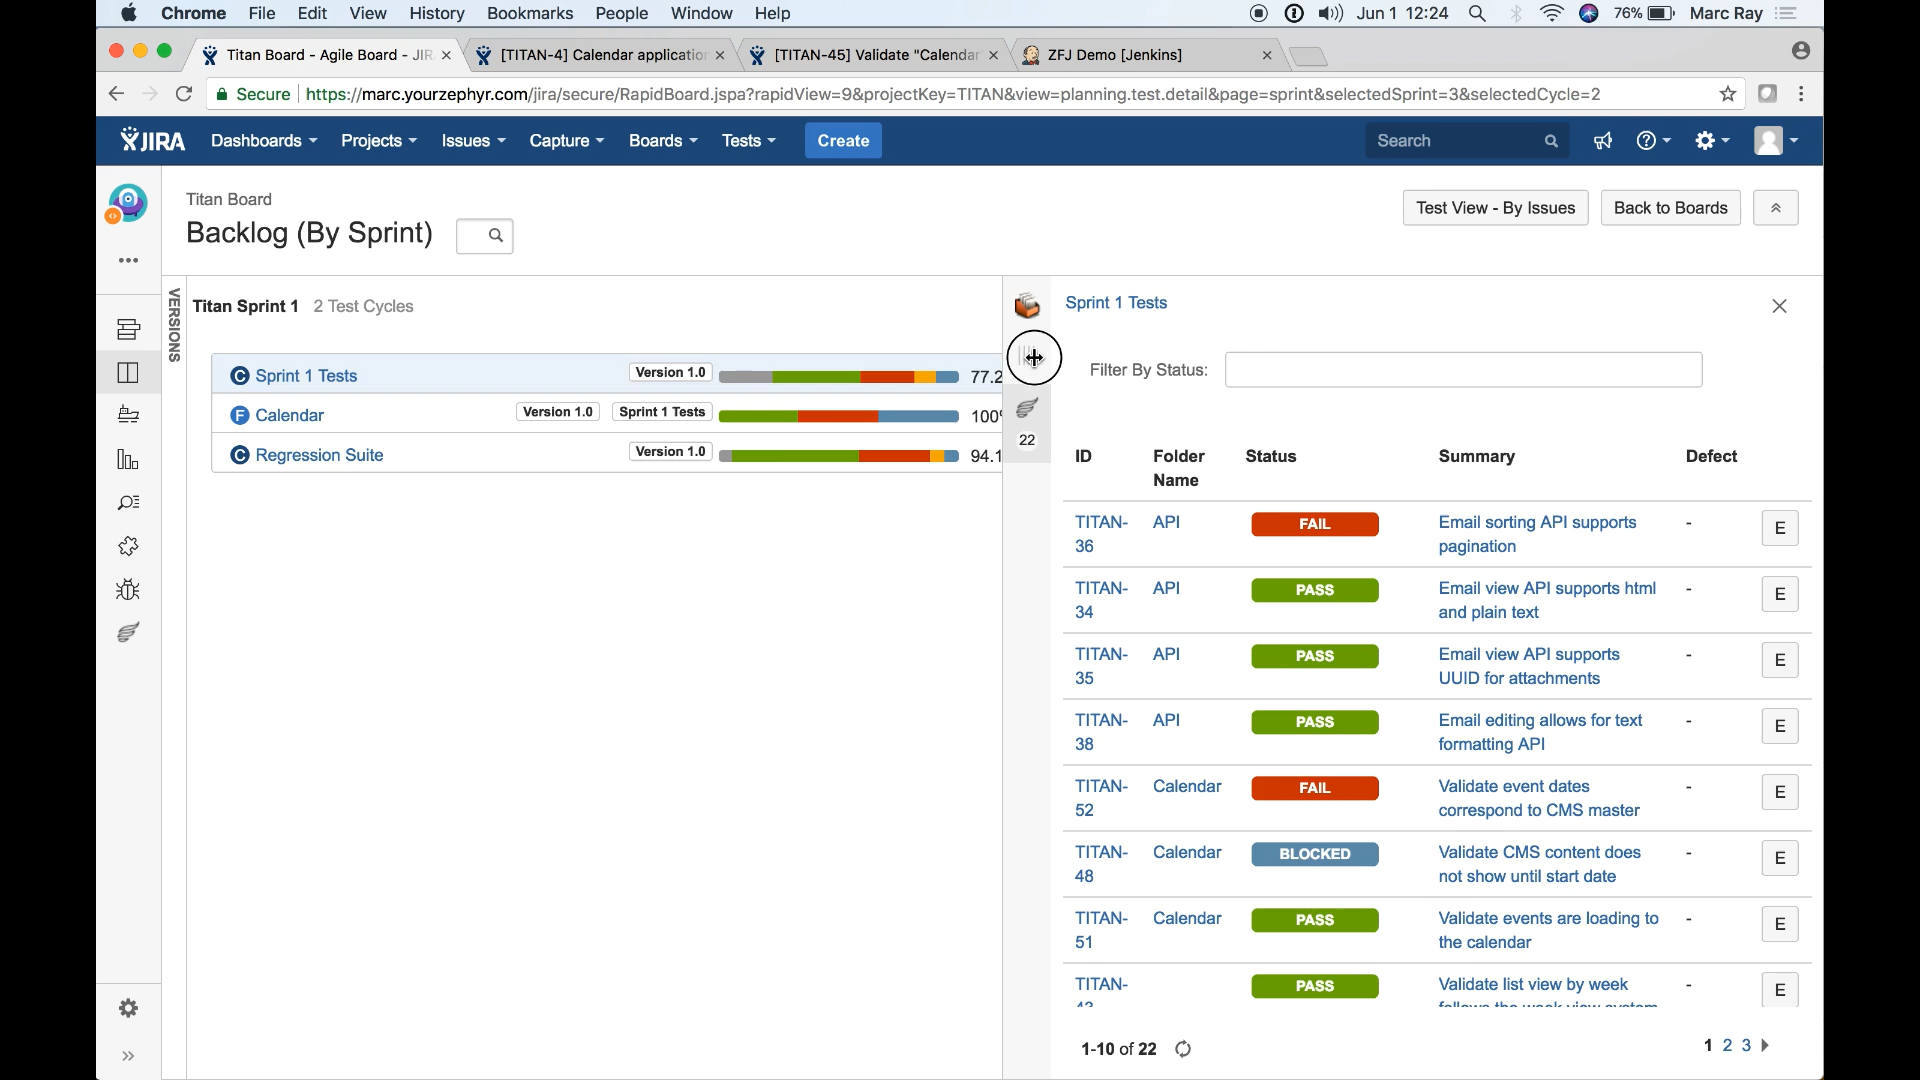 Chrome File Edit View History Bookmarks People Window Help Jun 1 12:24 76% Marc Ray
Titan Board - Agile Board - JIR [TITAN-4] Calendar application [TITAN-45] Validate "Calendar ZFJ Demo [Jenkins]
Secure https://marc.yourzephyr.com/jira/secure/RapidBoard.jspa?rapidView=9&projectKey=TITAN&view=planning.test.detail&page=sprint&selectedSprint=3&selectedCycle=2
JIRA Dashboards Projects Issues Capture Boards Tests Create Search
Titan Board
Backlog (By Sprint)
Test View - By Issues Back to Boards
VERSIONS
Titan Sprint 1 2 Test Cycles
C Sprint 1 Tests Version 1.0 77.2
F Calendar Version 1.0 Sprint 1 Tests 100%
C Regression Suite Version 1.0 94.1
22
Sprint 1 Tests
Filter By Status:
ID Folder Name Status Summary Defect
TITAN-36 API FAIL Email sorting API supports pagination - E
TITAN-34 API PASS Email view API supports html and plain text - E
TITAN-35 API PASS Email view API supports UUID for attachments - E
TITAN-38 API PASS Email editing allows for text formatting API - E
TITAN-52 Calendar FAIL Validate event dates correspond to CMS master - E
TITAN-48 Calendar BLOCKED Validate CMS content does not show until start date - E
TITAN-51 Calendar PASS Validate events are loading to the calendar - E
TITAN- PASS Validate list view by week - E
1-10 of 22
1 2 3